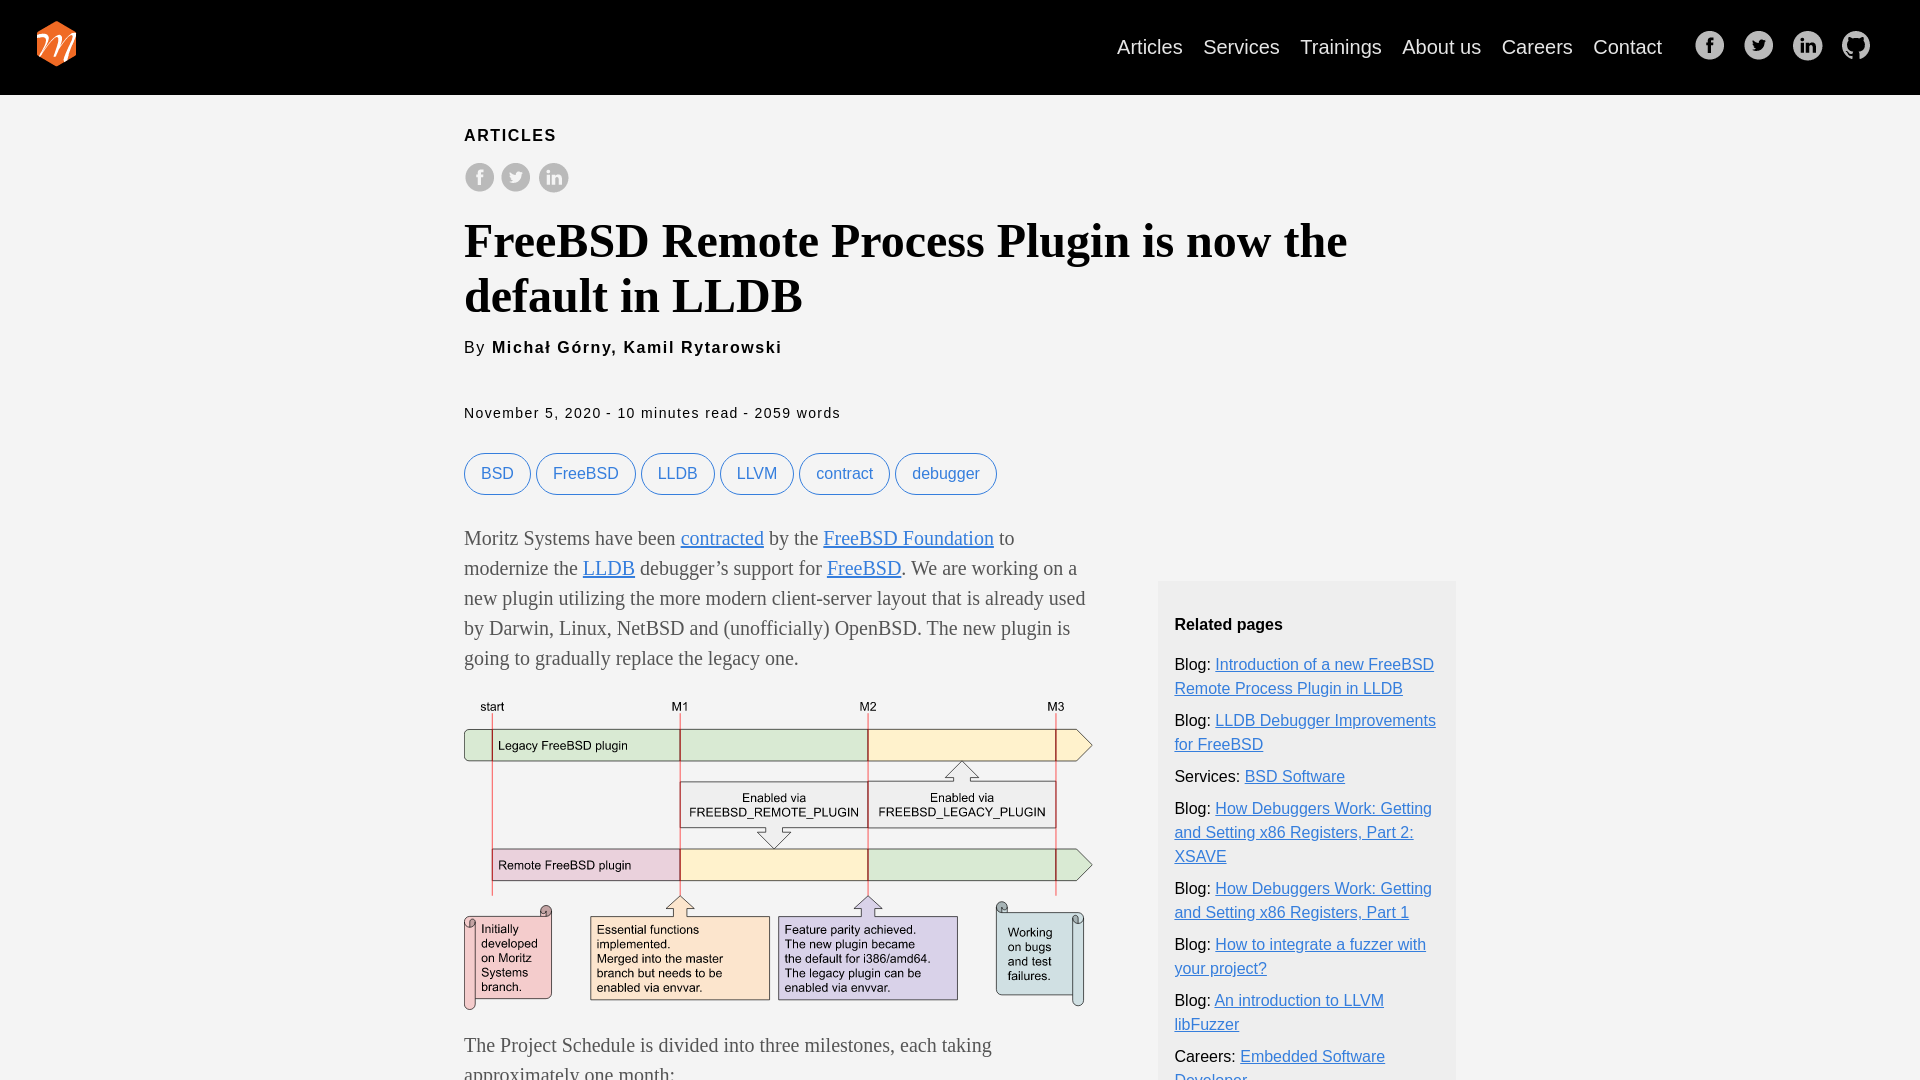 m
Articles Services Trainings About us Careers Contact
ARTICLES
FreeBSD Remote Process Plugin is now the
default in LLDB
By Michał Górny, Kamil Rytarowski
November 5, 2020 - 10 minutes read - 2059 words
BSD FreeBSD LLDB LLVM contract debugger
Moritz Systems have been contracted by the FreeBSD Foundation to
modernize the LLDB debugger’s support for FreeBSD. We are working on a
new plugin utilizing the more modern client-server layout that is already used
by Darwin, Linux, NetBSD and (unofficially) OpenBSD. The new plugin is
going to gradually replace the legacy one.
start M1 M2 M3
Legacy FreeBSD plugin
Enabled via
FREEBSD_REMOTE_PLUGIN
Enabled via
FREEBSD_LEGACY_PLUGIN
Remote FreeBSD plugin
Initially
developed
on Moritz
Systems
branch.
Essential functions
implemented.
Merged into the master
branch but needs to be
enabled via envvar.
Feature parity achieved.
The new plugin became
the default for i386/amd64.
The legacy plugin can be
enabled via envvar.
Working
on bugs
and test
failures.
The Project Schedule is divided into three milestones, each taking
approximately one month:
Related pages
Blog: Introduction of a new FreeBSD
Remote Process Plugin in LLDB
Blog: LLDB Debugger Improvements
for FreeBSD
Services: BSD Software
Blog: How Debuggers Work: Getting
and Setting x86 Registers, Part 2:
XSAVE
Blog: How Debuggers Work: Getting
and Setting x86 Registers, Part 1
Blog: How to integrate a fuzzer with
your project?
Blog: An introduction to LLVM
libFuzzer
Careers: Embedded Software
Developer